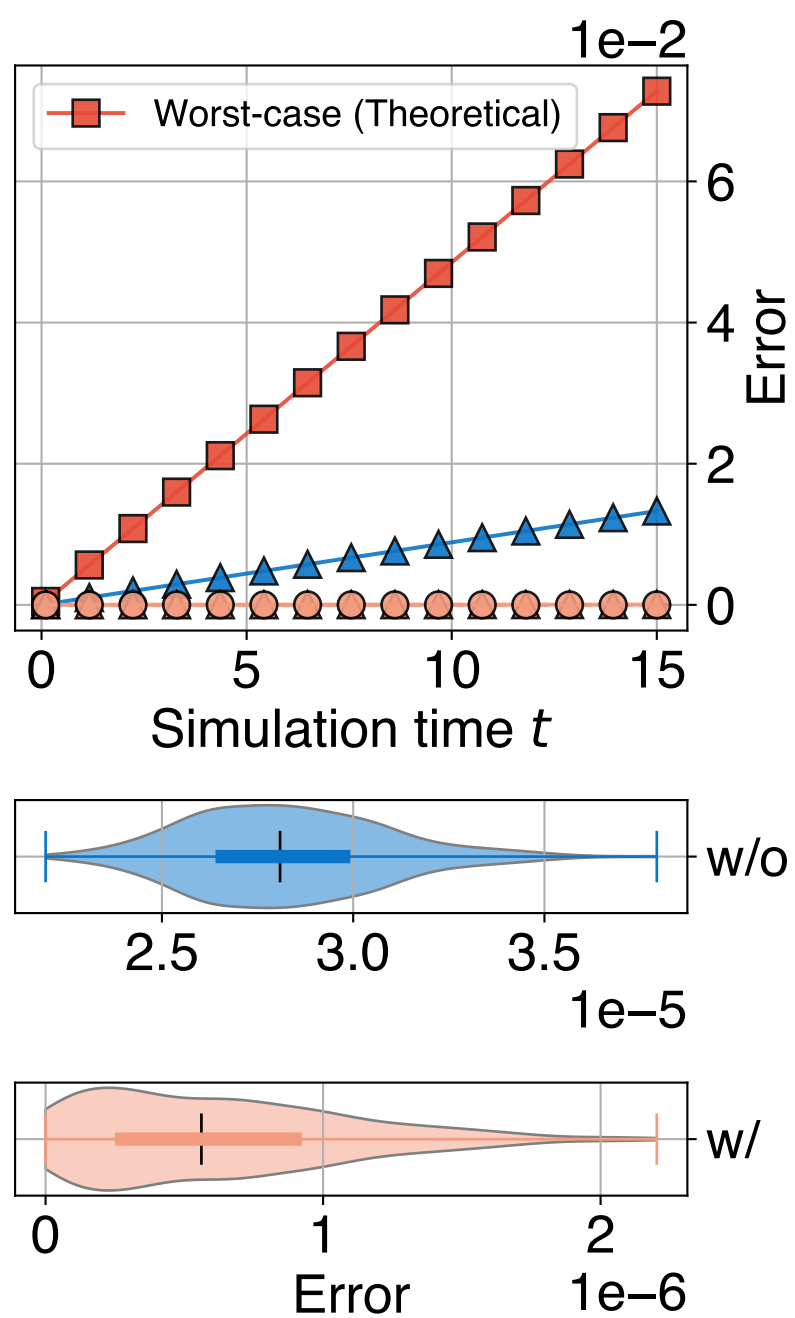 1e−2
Worst-case (Theoretical)
6
4
2
0
Error
0 5 10 15
Simulation time t
w/o
2.5 3.0 3.5
1e−5
w/
0 1 2
Error 1e−6